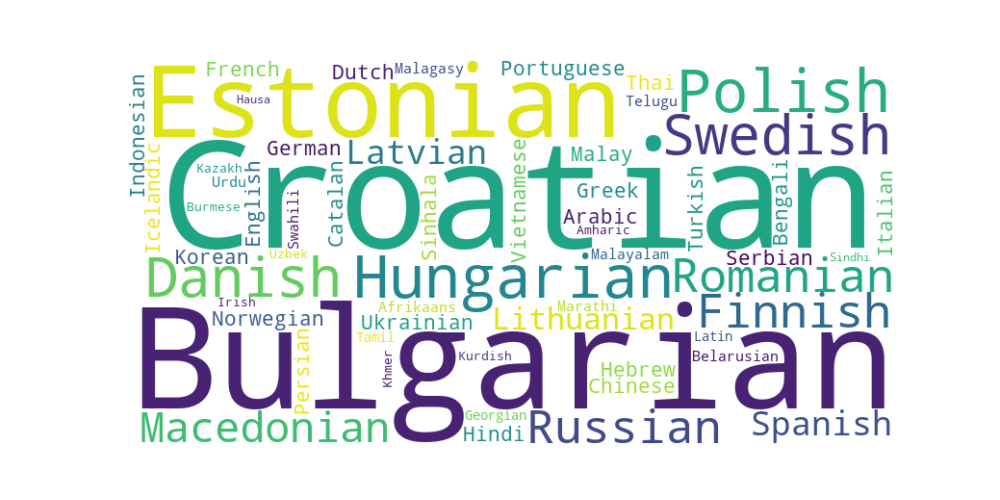 Estonian
French
Dutch
Malagasy
Portuguese
Thai
Polish
Hausa
Telugu
Indonesian
Swedish
Croatian
German
Latvian
Malay
Icelandic
Kazakh
Urdu
English
Burmese
Swahili
Catalan
Sinhala
Vietnamese
Greek
Arabic
Amharic
Turkish
Bengali
Italian
Korean
Uzbek
Malayalam
Serbian
Sindhi
Danish
Hungarian
Romanian
Bulgarian
Irish
Norwegian
Afrikaans
Ukrainian
Marathi
Lithuanian
Finnish
Persian
Tamil
Khmer
Kurdish
Latin
Belarusian
Hebrew
Chinese
Macedonian
Georgian
Hindi
Russian
Spanish